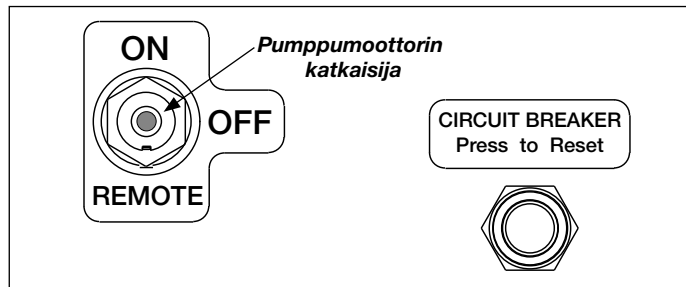 ON
Pumppumoottorin
katkaisija
OFF
CIRCUIT BREAKER
Press to Reset
REMOTE